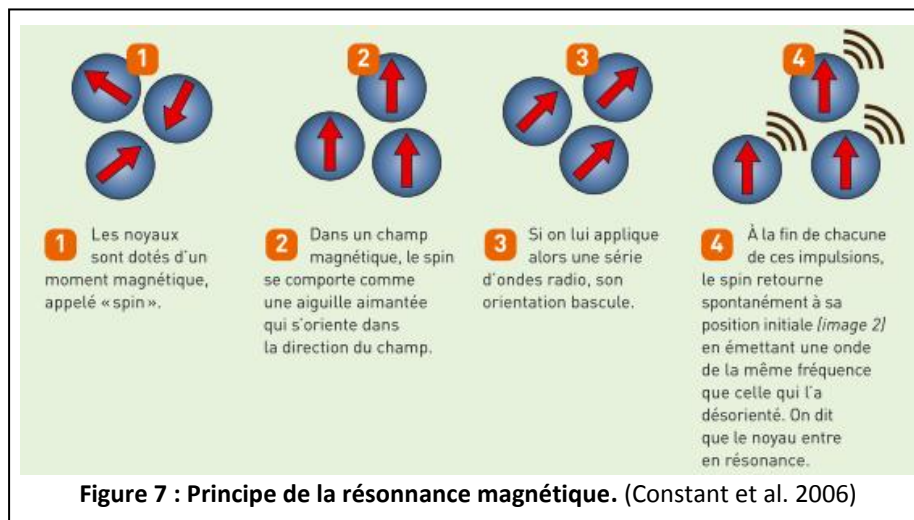 1
2
3
4
1 Les noyaux
sont dotés d'un
moment magnétique,
appelé « spin ».
2 Dans un champ
magnétique, le spin
se comporte comme
une aiguille aimantée
qui s'oriente dans
la direction du champ.
3 Si on lui applique
alors une série
d'ondes radio, son
orientation bascule.
4 À la fin de chacune
de ces impulsions,
le spin retourne
spontanément à sa
position initiale (image 2)
en émettant une onde
de la même fréquence
que celle qui l'a
désorienté. On dit
que le noyau entre
en résonance.
Figure 7 : Principe de la résonnance magnétique. (Constant et al. 2006)